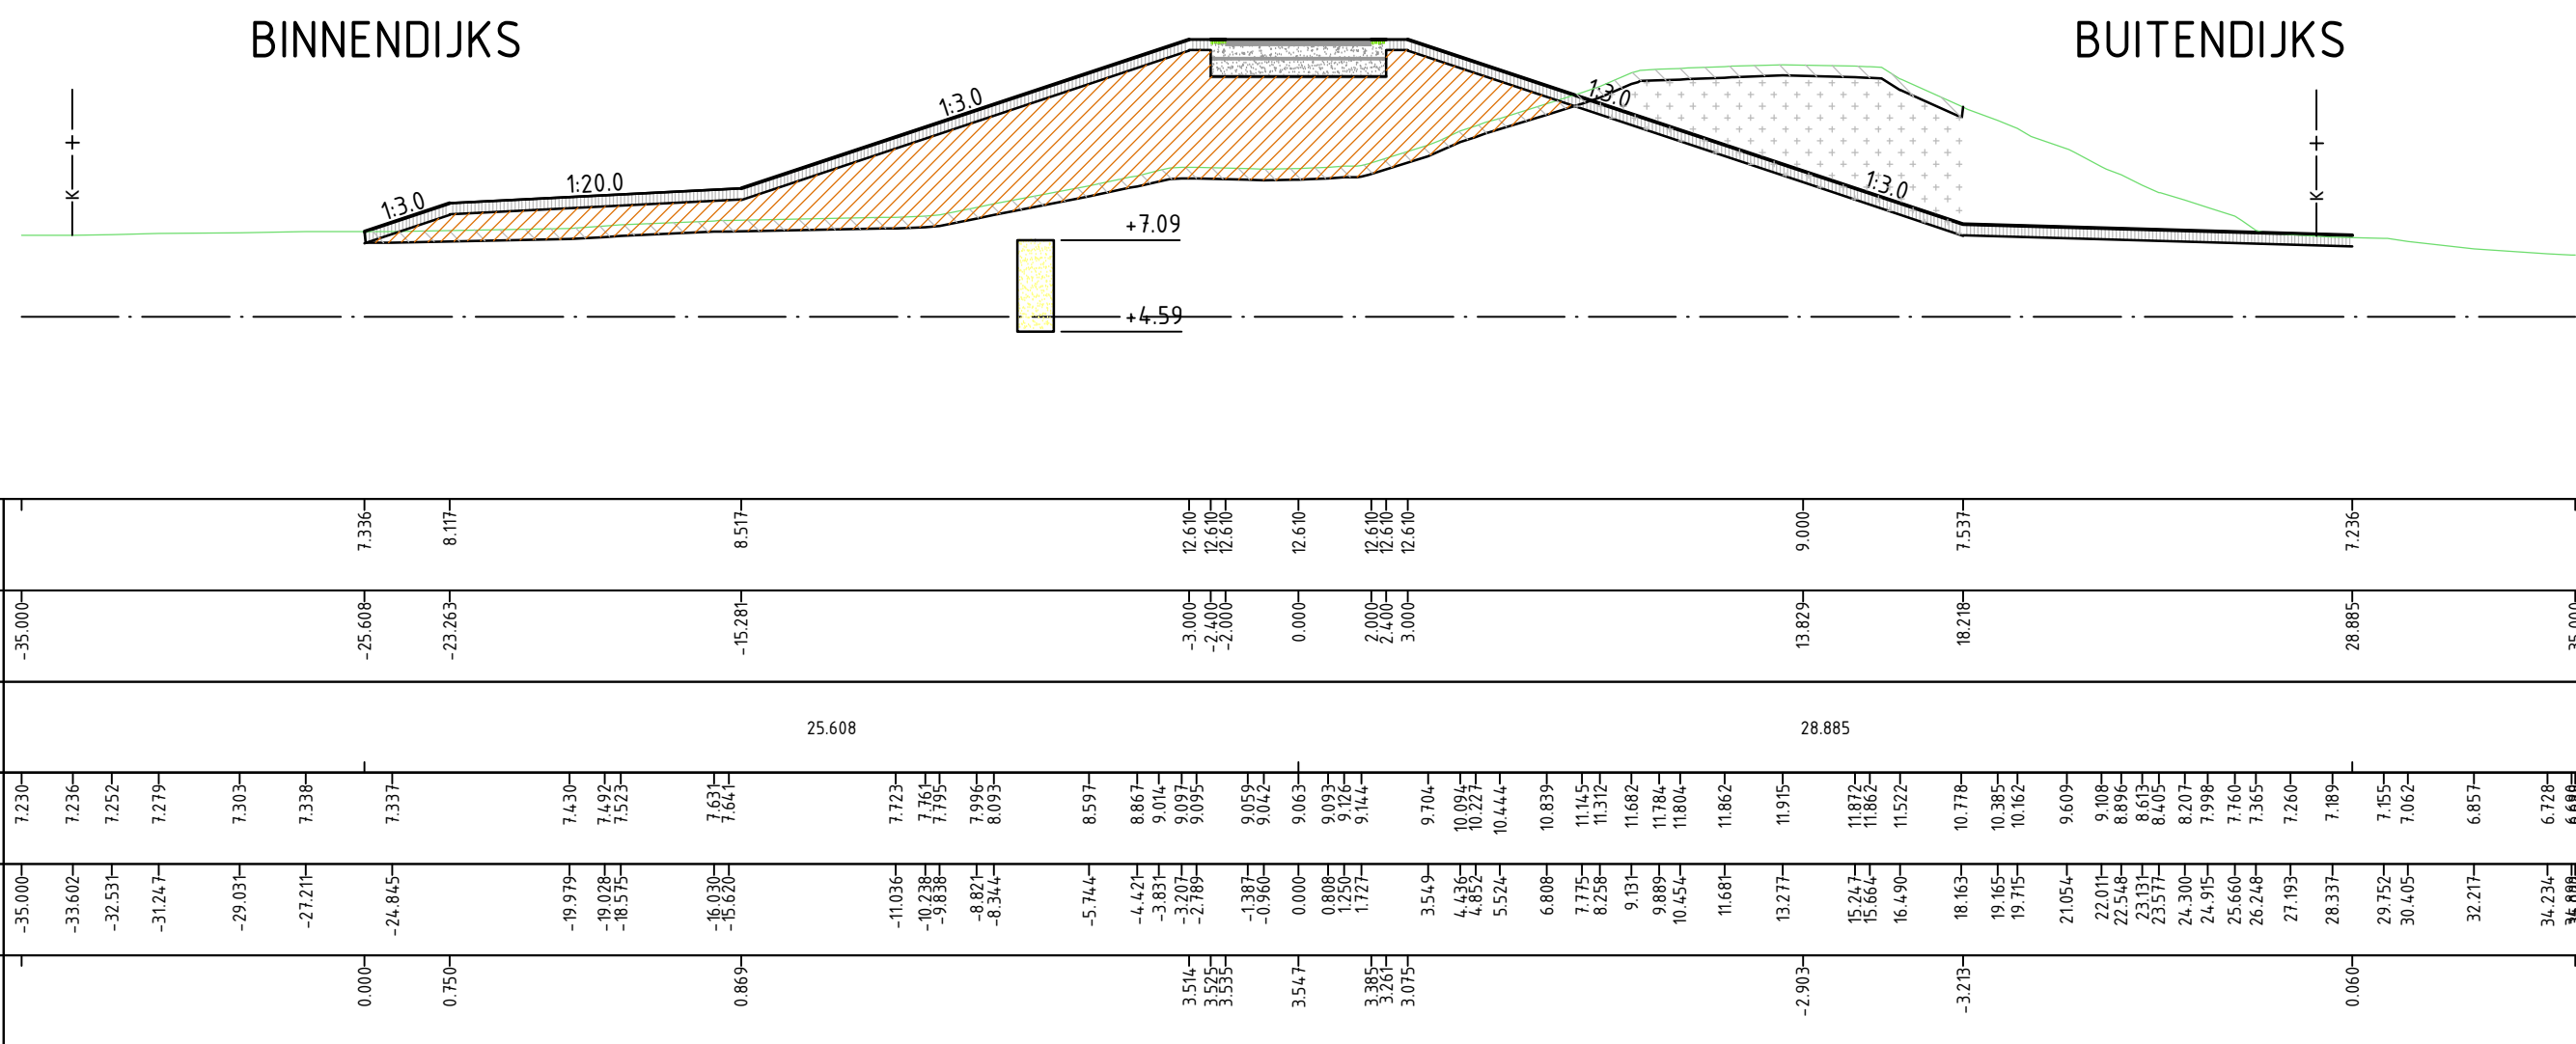 BINNENDIJKS
BUITENDIJKS
1:3.0
1:20.0
1:3.0
1:3.0
1:3.0
K
+
K
+
+7.09
+4.59
7.336 8.117 8.517 12.610 12.610 12.610 12.610 12.610 12.610 12.610 9.000 7.537 7.236
-35.000 -25.608 -23.263 -15.281 -3.000 -2.400 -2.000 0.000 2.000 2.400 3.000 13.829 18.218 28.885 35.000
25.608 28.885
7.230 7.236 7.252 7.279 7.303 7.338 7.337 7.430 7.492 7.523 7.631 7.641 7.723 7.761 7.795 7.996 8.093 8.597 8.867 9.014 9.097 9.095 9.059 9.042 9.063 9.093 9.126 9.144 9.704 10.094 10.227 10.444 10.839 11.145 11.312 11.682 11.784 11.804 11.862 11.915 11.872 11.862 11.522 10.778 10.385 10.162 9.609 9.108 8.896 8.613 8.405 8.207 7.998 7.760 7.365 7.260 7.189 7.155 7.062 6.857 6.728
-35.000 -33.602 -32.531 -31.247 -29.031 -27.211 -24.845 -19.979 -19.028 -18.575 -16.030 -15.620 -11.036 -10.238 -9.838 -8.821 -8.344 -5.744 -4.421 -3.831 -3.207 -2.789 -1.387 -0.960 0.000 0.808 1.250 1.727 3.549 4.436 4.852 5.524 6.808 7.775 8.258 9.131 9.889 10.454 11.681 13.277 15.247 15.664 16.490 18.163 19.165 19.715 21.054 22.011 22.548 23.131 23.577 24.300 24.915 25.660 26.248 27.193 28.337 29.752 30.405 32.217 34.234
0.000 0.750 0.869 3.514 3.525 3.535 3.547 3.385 3.261 3.075 -2.903 -3.213 0.060